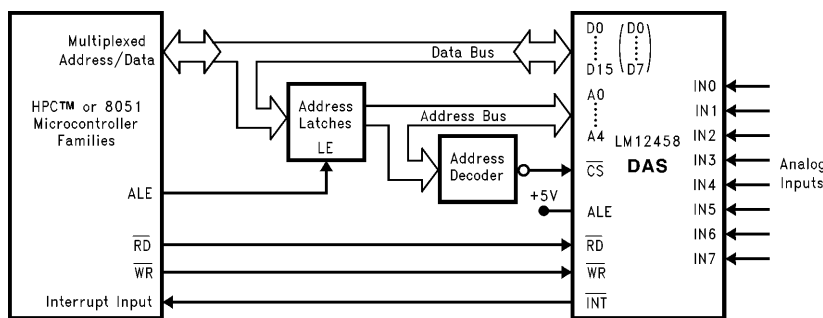 Multiplexed
Address/Data
HPC™ or 8051
Microcontroller
Families
ALE
RD
WR
Interrupt Input
Data Bus
Address
Latches
LE
Address Bus
Address
Decoder
+5V
D0 (D0
D15 D7)
A0
A4
LM12458
DAS
CS
ALE
RD
WR
INT
IN0
IN1
IN2
IN3
IN4
IN5
IN6
IN7
Analog
Inputs